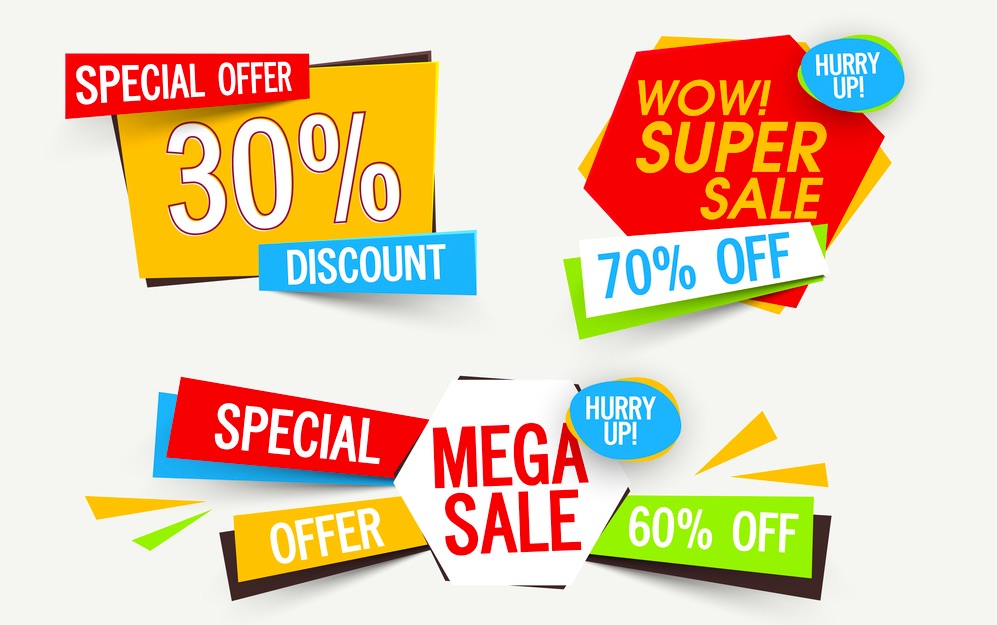 SPECIAL OFFER
30%
DISCOUNT
HURRY
UP!
WOW!
SUPER
SALE
70% OFF
SPECIAL
OFFER
MEGA
SALE
HURRY
UP!
60% OFF